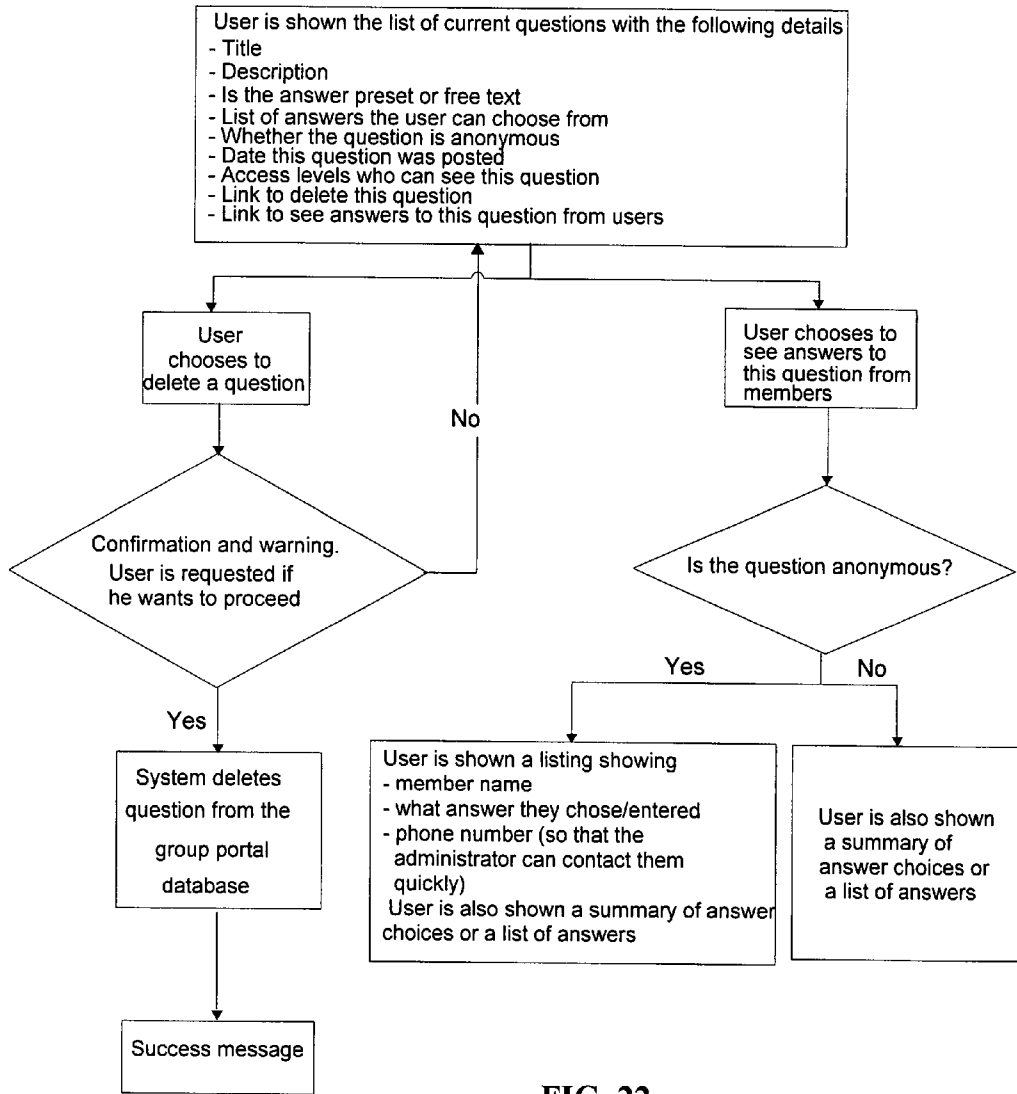 User is shown the list of current questions with the following details
- Title
- Description
- Is the answer preset or free text
- List of answers the user can choose from
- Whether the question is anonymous
- Date this question was posted
- Access levels who can see this question
- Link to delete this question
- Link to see answers to this question from users
User
chooses to
delete a question
User chooses to
see answers to
this question from
members
No
Confirmation and warning.
User is requested if
he wants to proceed
Is the question anonymous?
Yes
No
Yes
System deletes
question from the
group portal
database
User is shown a listing showing
- member name
- what answer they chose/entered
- phone number (so that the
administrator can contact them
quickly)
User is also shown a summary of answer
choices or a list of answers
User is also shown
a summary of
answer choices or
a list of answers
Success message
FIG. 22